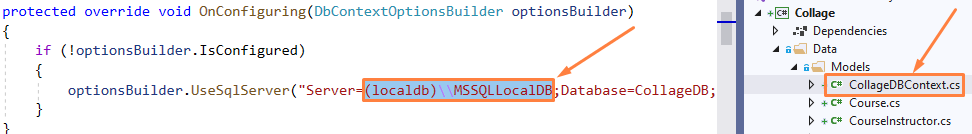 protected override void OnConfiguring(DbContextOptionsBuilder optionsBuilder)
{
if (!optionsBuilder.IsConfigured)
{
optionsBuilder.UseSqlServer("Server=(localdb)\\MSSQLLocalDB;Database=CollageDB;
}
}
+ C# Collage
Dependencies
Data
Models
+ C# CollageDBContext.cs
+ C# Course.cs
+ C# CourseInstructor.cs